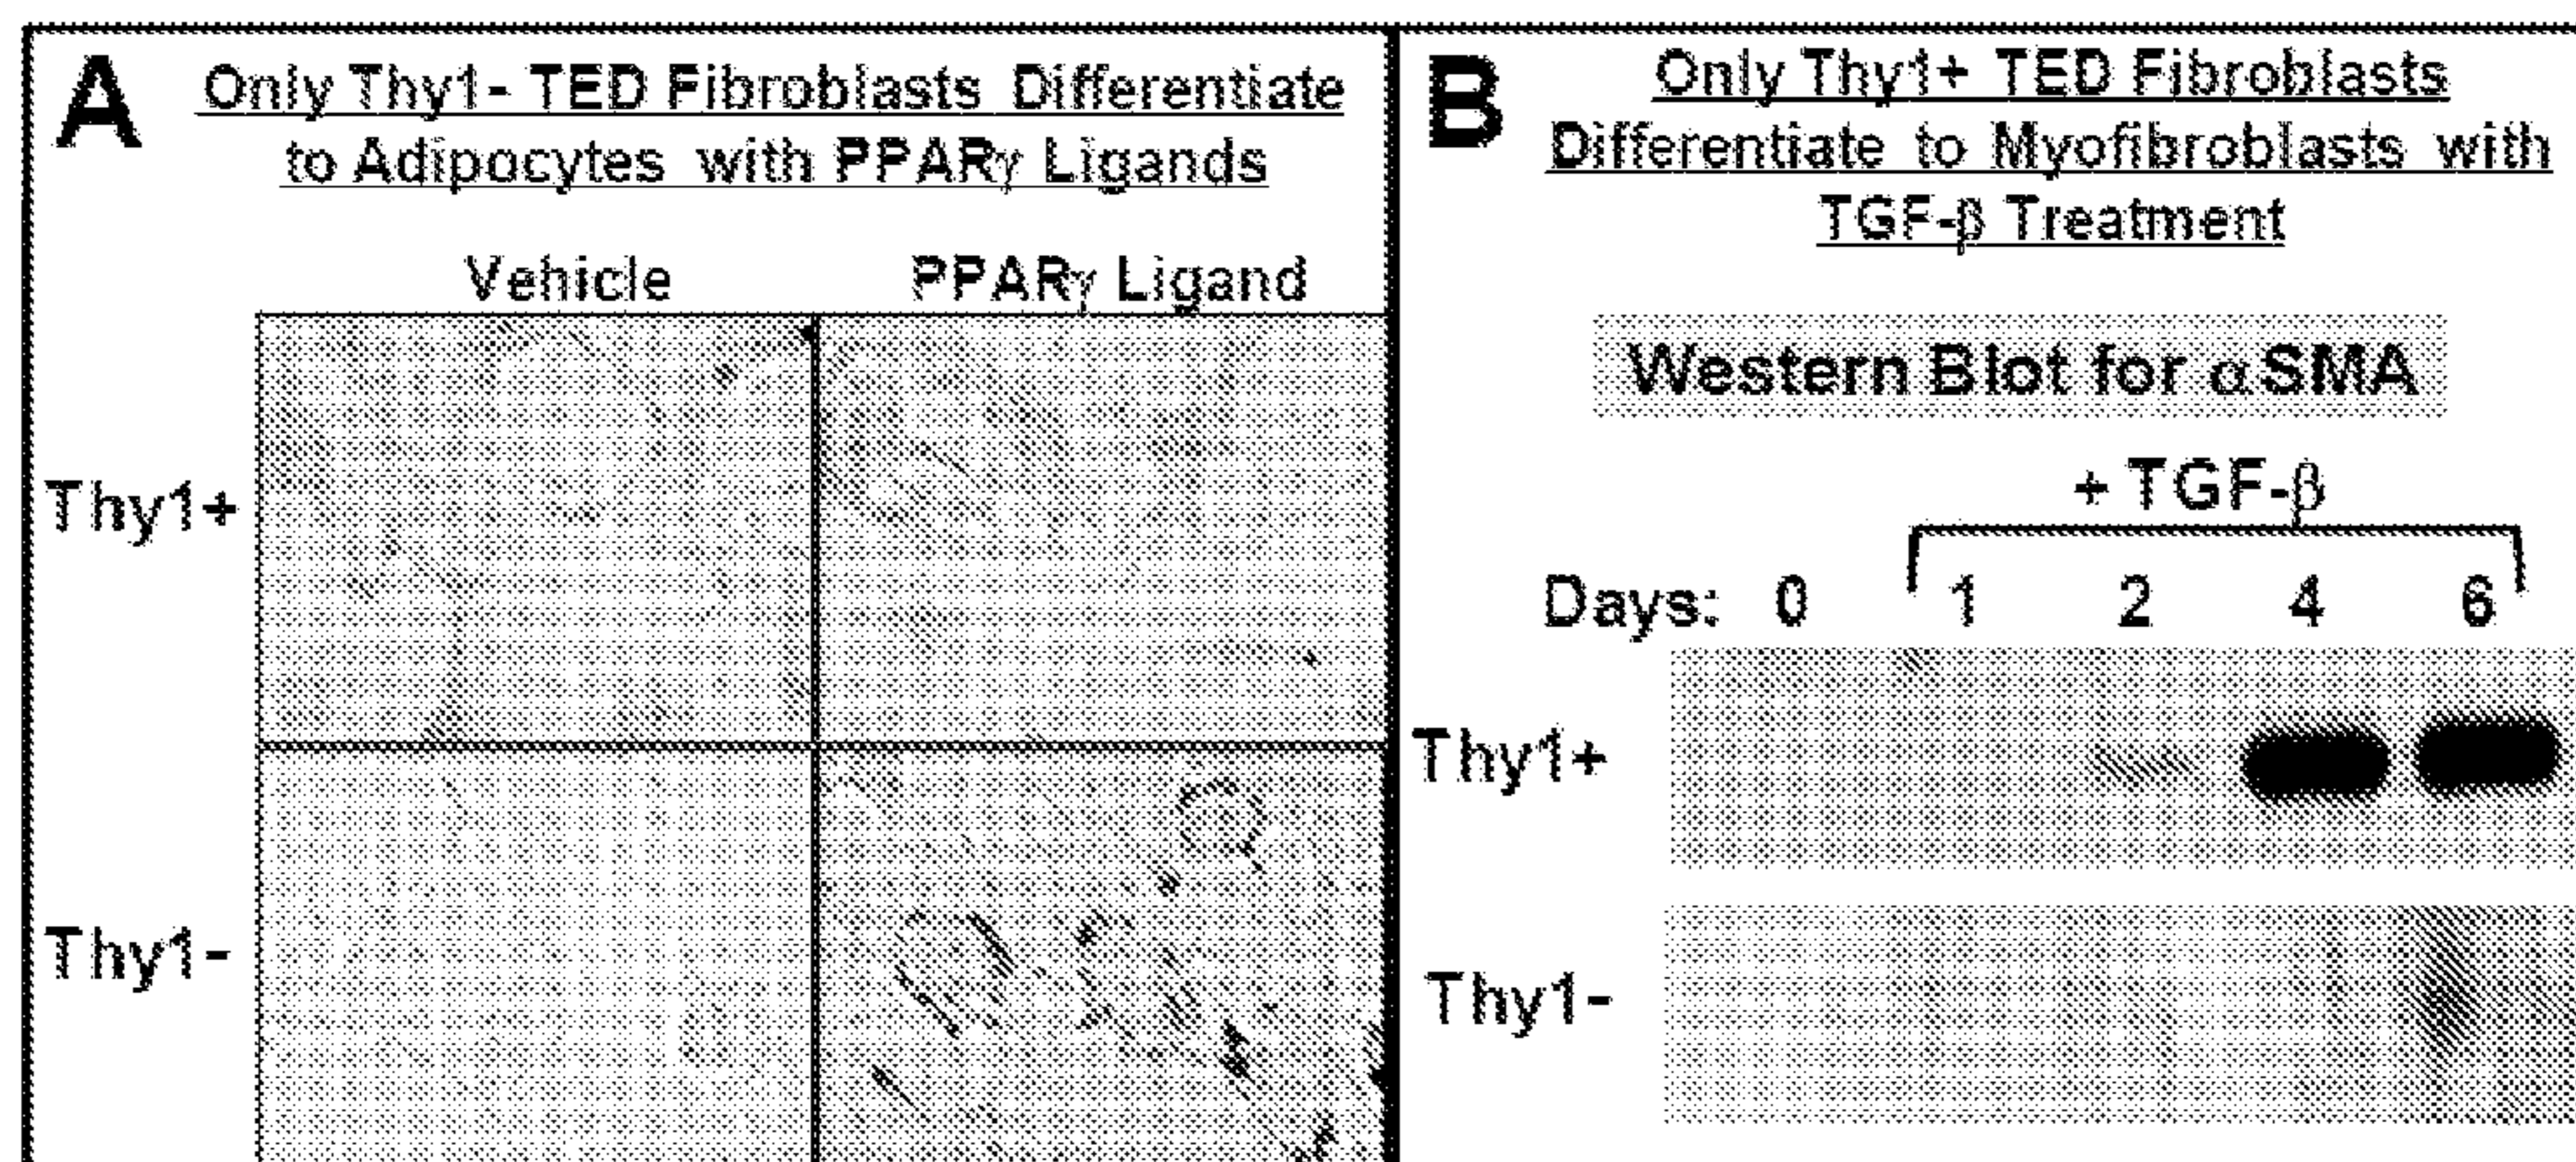 A
Only Thy1- TED Fibroblasts Differentiate
to Adipocytes with PPARγ Ligands
Vehicle PPARγ Ligand
Thy1+
Thy1-
B
Only Thy1+ TED Fibroblasts
Differentiate to Myofibroblasts with
TGF-β Treatment
Western Blot for αSMA
+ TGF-β
Days: 0 1 2 4 6
Thy1+
Thy1-